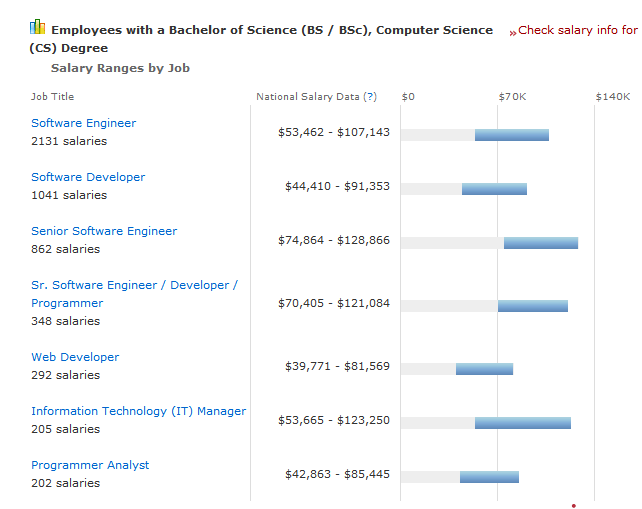 Employees with a Bachelor of Science (BS / BSc), Computer Science » Check salary info for
(CS) Degree
Salary Ranges by Job
Job Title National Salary Data (?) $0 $70K $140K
Software Engineer $53,462 - $107,143
2131 salaries
Software Developer $44,410 - $91,353
1041 salaries
Senior Software Engineer $74,864 - $128,866
862 salaries
Sr. Software Engineer / Developer /
Programmer $70,405 - $121,084
348 salaries
Web Developer $39,771 - $81,569
292 salaries
Information Technology (IT) Manager $53,665 - $123,250
205 salaries
Programmer Analyst $42,863 - $85,445
202 salaries